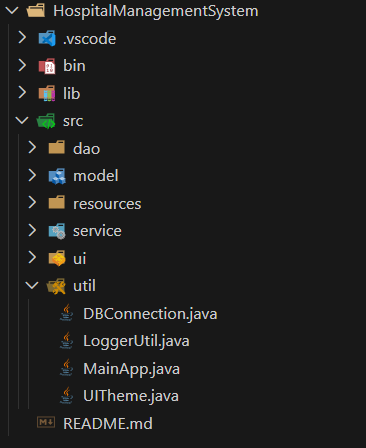 HospitalManagementSystem
.vscode
bin
lib
src
dao
model
resources
service
ui
util
DBConnection.java
LoggerUtil.java
MainApp.java
UITheme.java
README.md